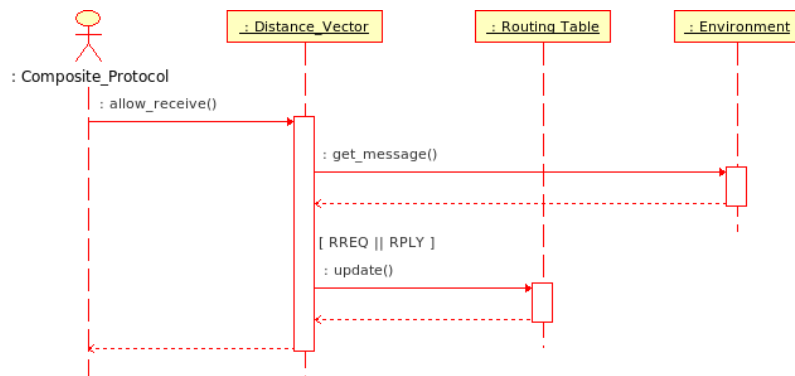 : Distance_Vector
: Routing Table
: Environment
: Composite_Protocol
: allow_receive()
: get_message()
[ RREQ || RPLY ]
: update()